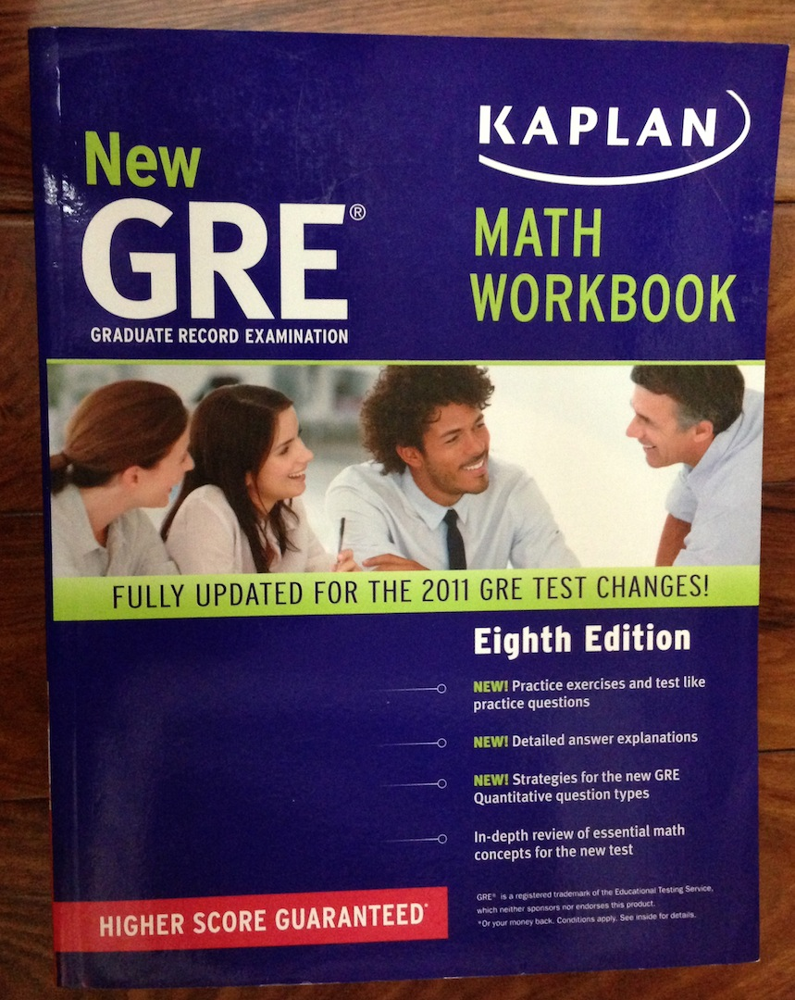 New
GRE®
GRADUATE RECORD EXAMINATION
KAPLAN
MATH
WORKBOOK
FULLY UPDATED FOR THE 2011 GRE TEST CHANGES!
Eighth Edition
NEW! Practice exercises and test like
practice questions
NEW! Detailed answer explanations
NEW! Strategies for the new GRE
Quantitative question types
In-depth review of essential math
concepts for the new test
HIGHER SCORE GUARANTEED*
GRE® is a registered trademark of the Educational Testing Service,
which neither sponsors nor endorses this product.
*Or your money back. Conditions apply. See inside for details.